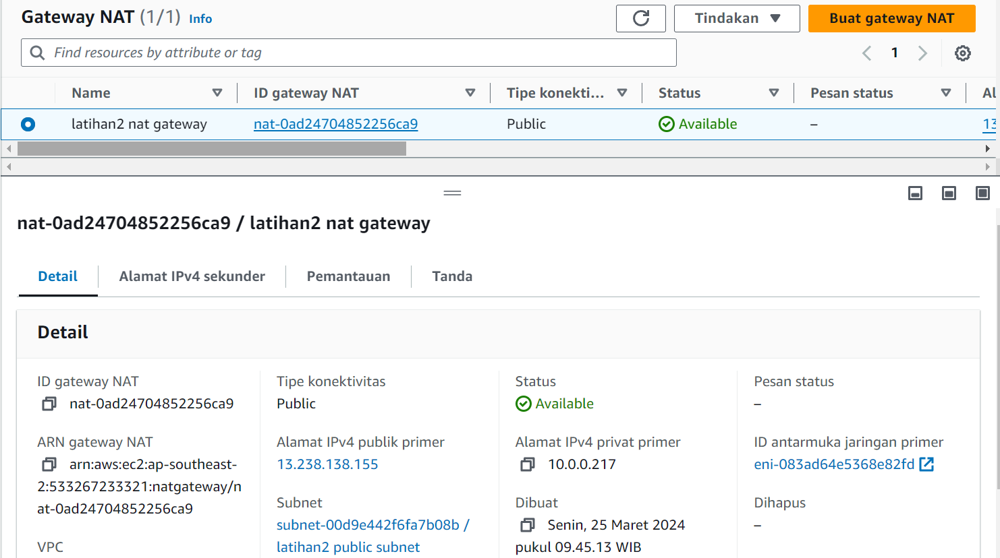 Gateway NAT (1/1) Info
Tindakan
Buat gateway NAT
Find resources by attribute or tag
1
Name ID gateway NAT Tipe konekti... Status Pesan status Al
latihan2 nat gateway nat-0ad24704852256ca9 Public Available – 13
nat-0ad24704852256ca9 / latihan2 nat gateway
Detail Alamat IPv4 sekunder Pemantauan Tanda
Detail
ID gateway NAT
nat-0ad24704852256ca9
ARN gateway NAT
arn:aws:ec2:ap-southeast-
2:533267233321:natgateway/n
at-0ad24704852256ca9
VPC
Tipe konektivitas
Public
Alamat IPv4 publik primer
13.238.138.155
Subnet
subnet-00d9e442f6fa7b08b /
latihan2 public subnet
Status
Available
Alamat IPv4 privat primer
10.0.0.217
Dibuat
Senin, 25 Maret 2024
pukul 09.45.13 WIB
Pesan status
–
ID antarmuka jaringan primer
eni-083ad64e5368e82fd
Dihapus
–